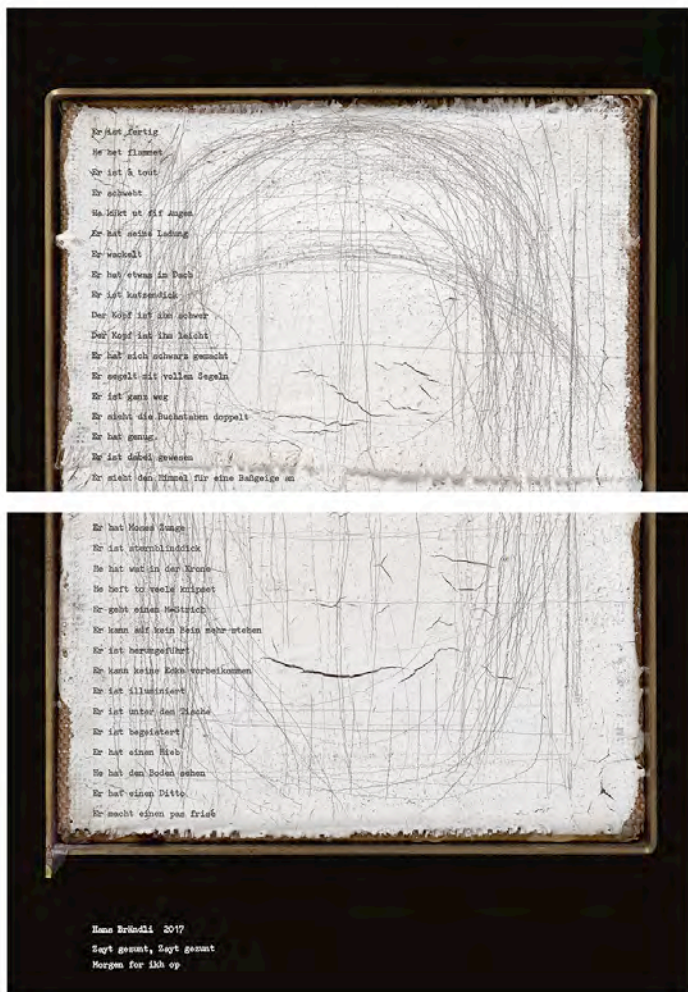 Er ist fertig
He het flammet
Er ist à tout
Er schwebt
He kükt ut fif Augen
Er hat seine Ladung
Er wackelt
Er hat etwas im Dach
Er ist katzendick
Der Kopf ist ihm schwer
Der Kopf ist ihm leicht
Er hat sich schwarz gemacht
Er segelt mit vollen Segeln
Er ist ganz weg
Er sieht die Buchstaben doppelt
Er hat genug.
Er ist dabei gewesen
Er sieht den Himmel für eine Baßgeige an
Er hat Moses Zunge
Er ist sternblinddick
He hat wat in der Krone
He heft to veele knipset
Er geht einen M-Strich
Er kann auf kein Bein mehr stehen
Er ist herumgeführt
Er kann keine Ecke vorbeikommen
Er ist illuminiert
Er ist unter dem Tische
Er ist begeistert
Er hat einen Hieb
He hat den Boden sehen
Er hat einen Ditto
Er macht einen pas frisé
Hans Brändli 2017
Zayt gezunt, Zayt gezunt
Morgen for ikh op